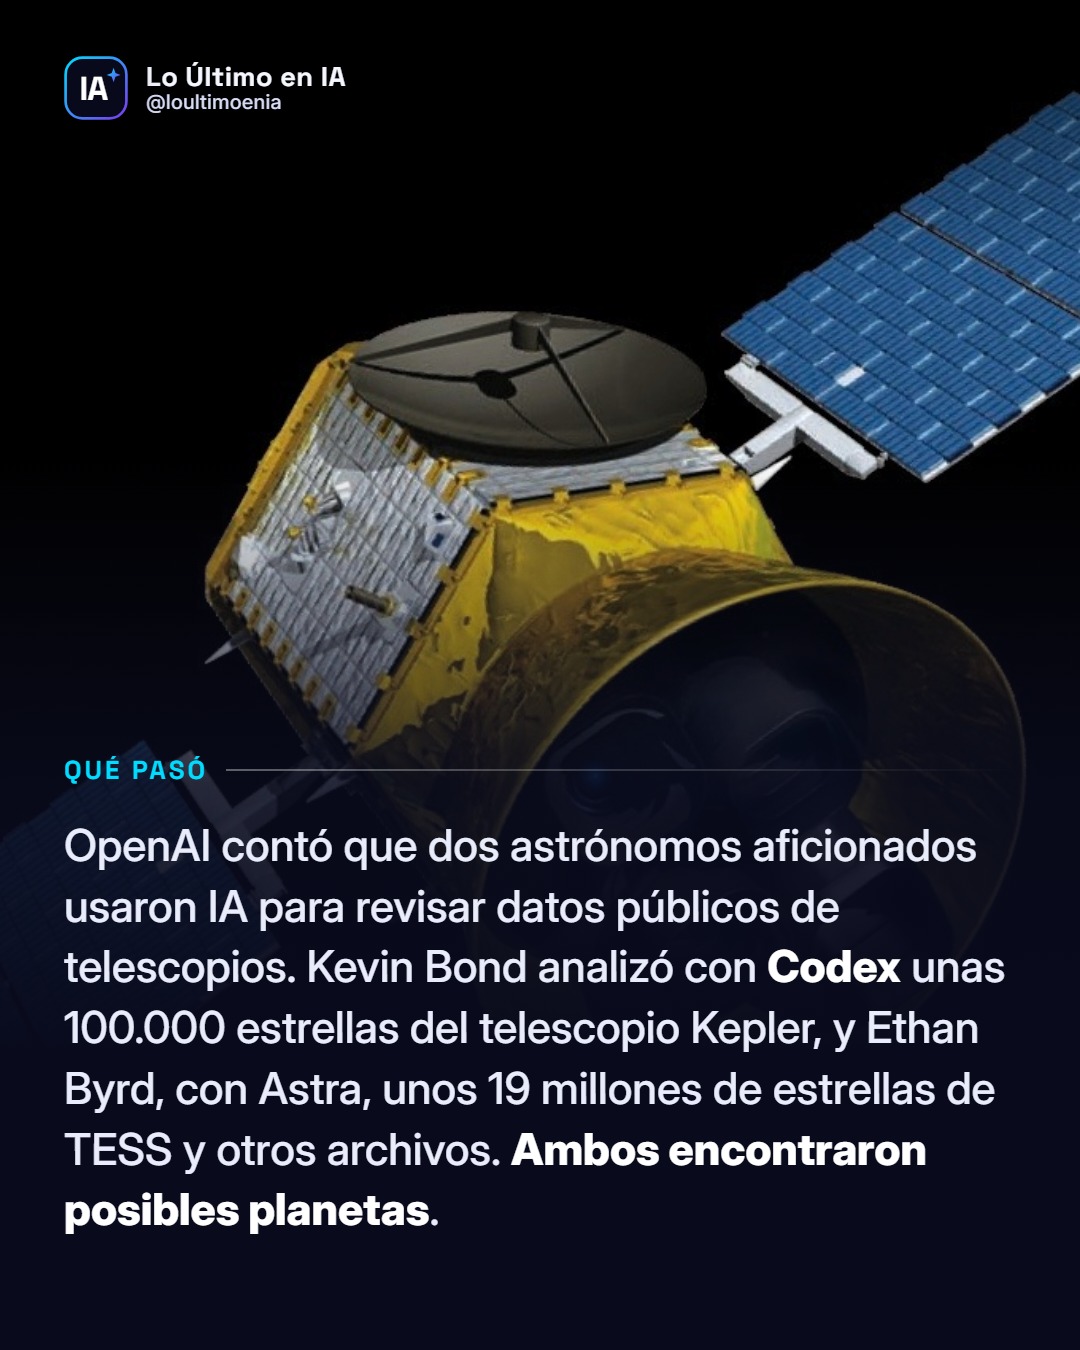 IA
Lo Último en IA
@loultimoenia
QUÉ PASÓ
OpenAI contó que dos astrónomos aficionados
usaron IA para revisar datos públicos de
telescopios. Kevin Bond analizó con Codex unas
100.000 estrellas del telescopio Kepler, y Ethan
Byrd, con Astra, unos 19 millones de estrellas de
TESS y otros archivos. Ambos encontraron
posibles planetas.